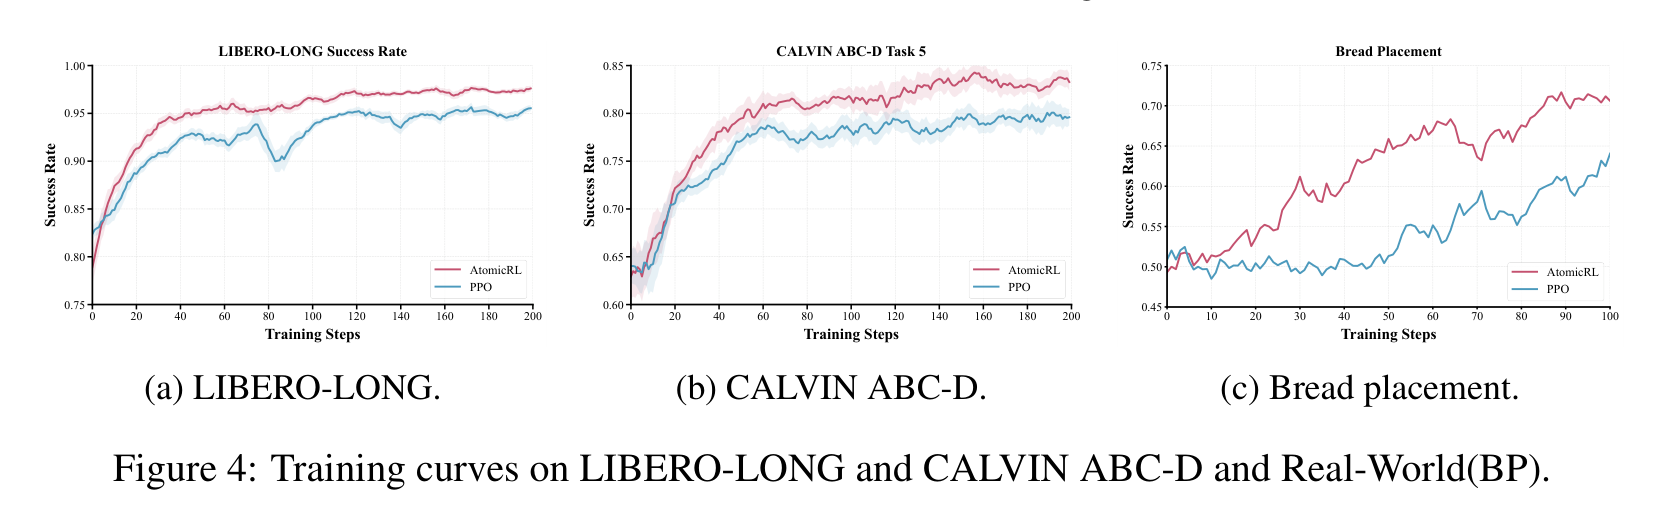 LIBERO-LONG Success Rate
1.00
0.95
0.90
0.85
0.80
0.75
Success Rate
0 20 40 60 80 100 120 140 160 180 200
Training Steps
AtomicRL
PPO
(a) LIBERO-LONG.
CALVIN ABC-D Task 5
0.85
0.80
0.75
0.70
0.65
0.60
Success Rate
0 20 40 60 80 100 120 140 160 180 200
Training Steps
AtomicRL
PPO
(b) CALVIN ABC-D.
Bread Placement
0.75
0.70
0.65
0.60
0.55
0.50
0.45
Success Rate
0 10 20 30 40 50 60 70 80 90 100
Training Steps
AtomicRL
PPO
(c) Bread placement.
Figure 4: Training curves on LIBERO-LONG and CALVIN ABC-D and Real-World(BP).